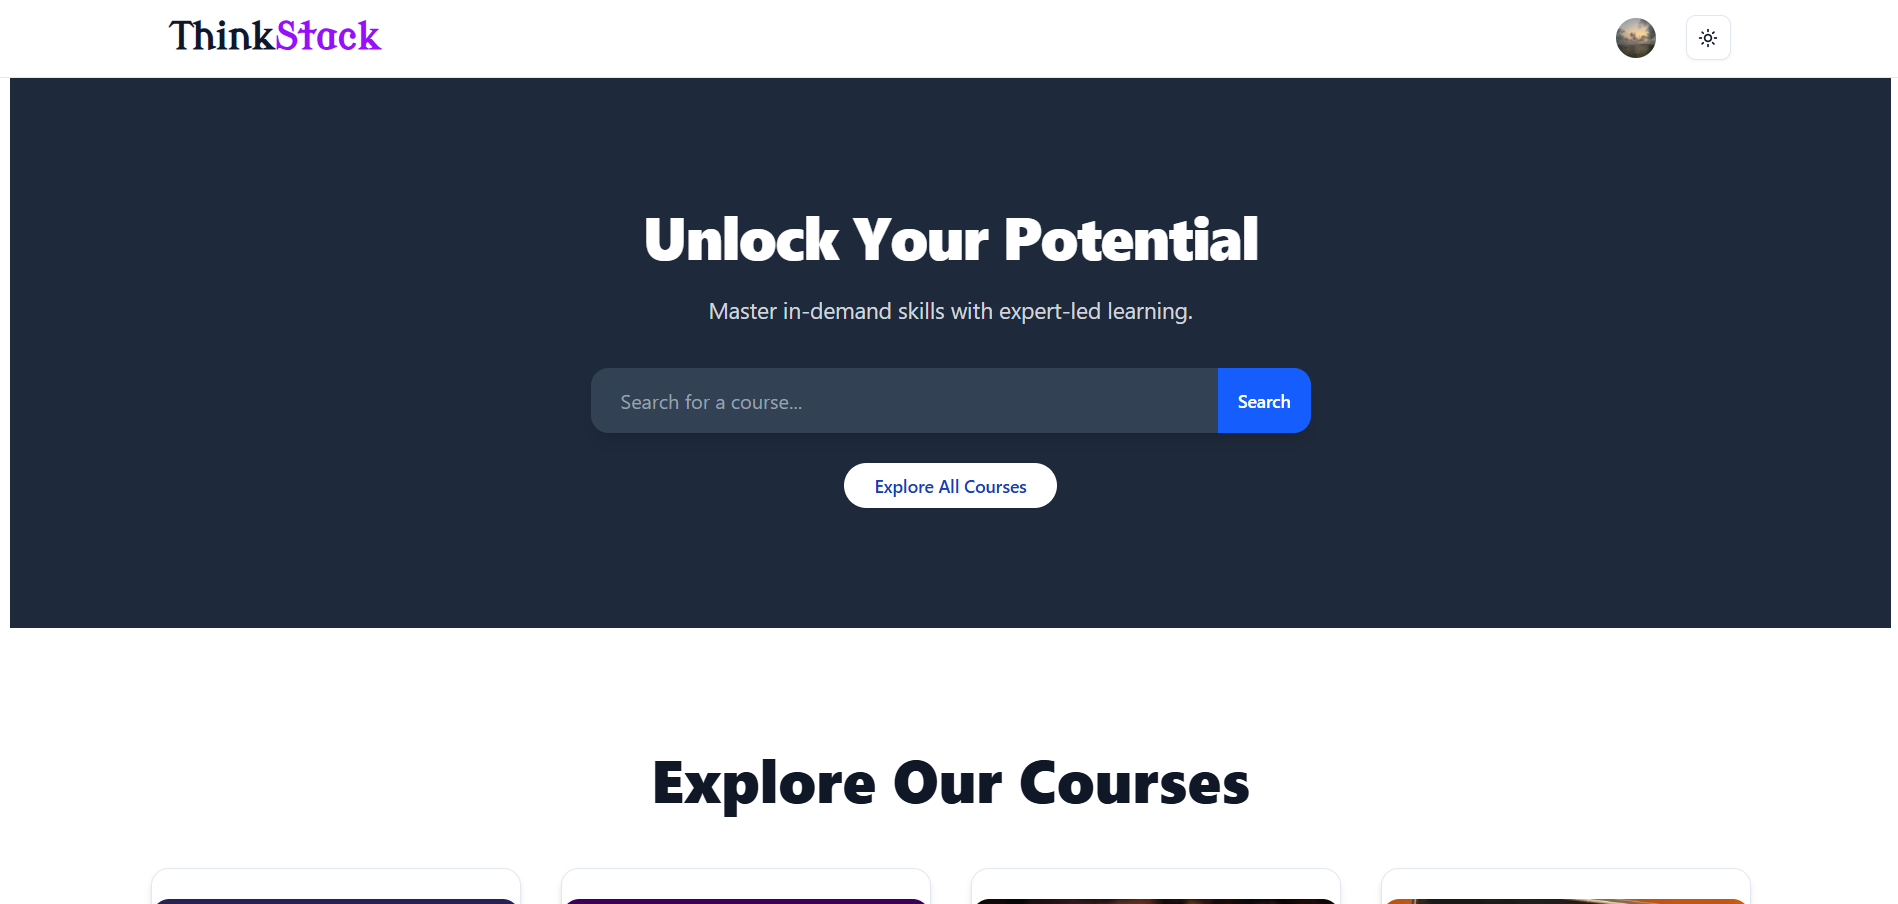 ThinkStack
Unlock Your Potential
Master in-demand skills with expert-led learning.
Search for a course...
Search
Explore All Courses
Explore Our Courses